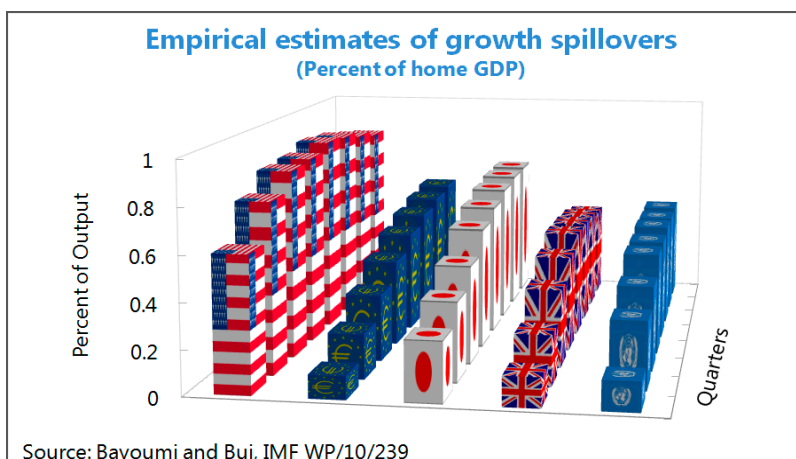 Empirical estimates of growth spillovers
(Percent of home GDP)
1
0.8
0.6
0.4
0.2
0
Percent of Output
Quarters
Source: Bayoumi and Bui, IMF WP/10/239